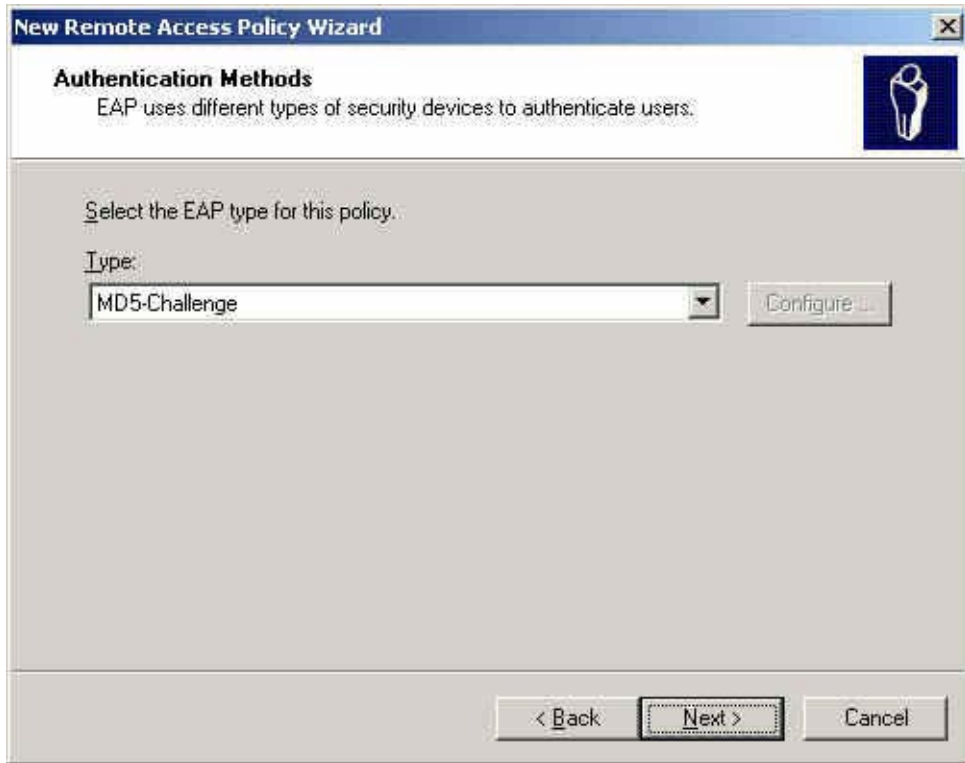 New Remote Access Policy Wizard
Authentication Methods
EAP uses different types of security devices to authenticate users.
Select the EAP type for this policy.
Type:
MD5-Challenge
Configure ...
< Back
Next >
Cancel